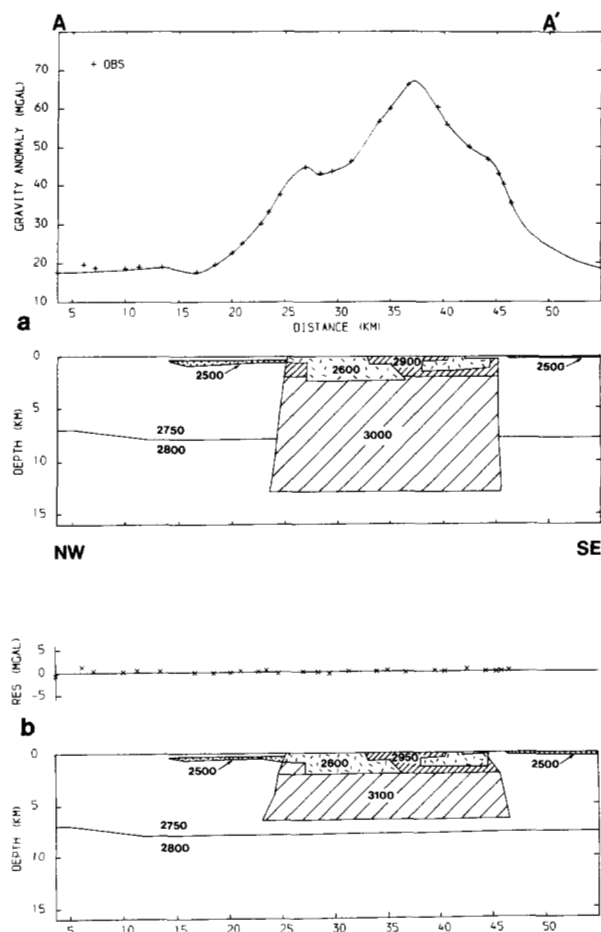 A A′
GRAVITY ANOMALY (MGAL)
70
60
50
40
30
20
10
+ OBS
5 10 15 20 25 30 35 40 45 50
DISTANCE (KM)
a
DEPTH (KM)
0
5
10
15
2500
2600
2900
2500
2750
2800
3000
NW SE
RES (MGAL)
5
0
-5
b
DEPTH (KM)
0
5
10
15
2500
2600
2950
2500
3100
2750
2800
5 10 15 20 25 30 35 40 45 50